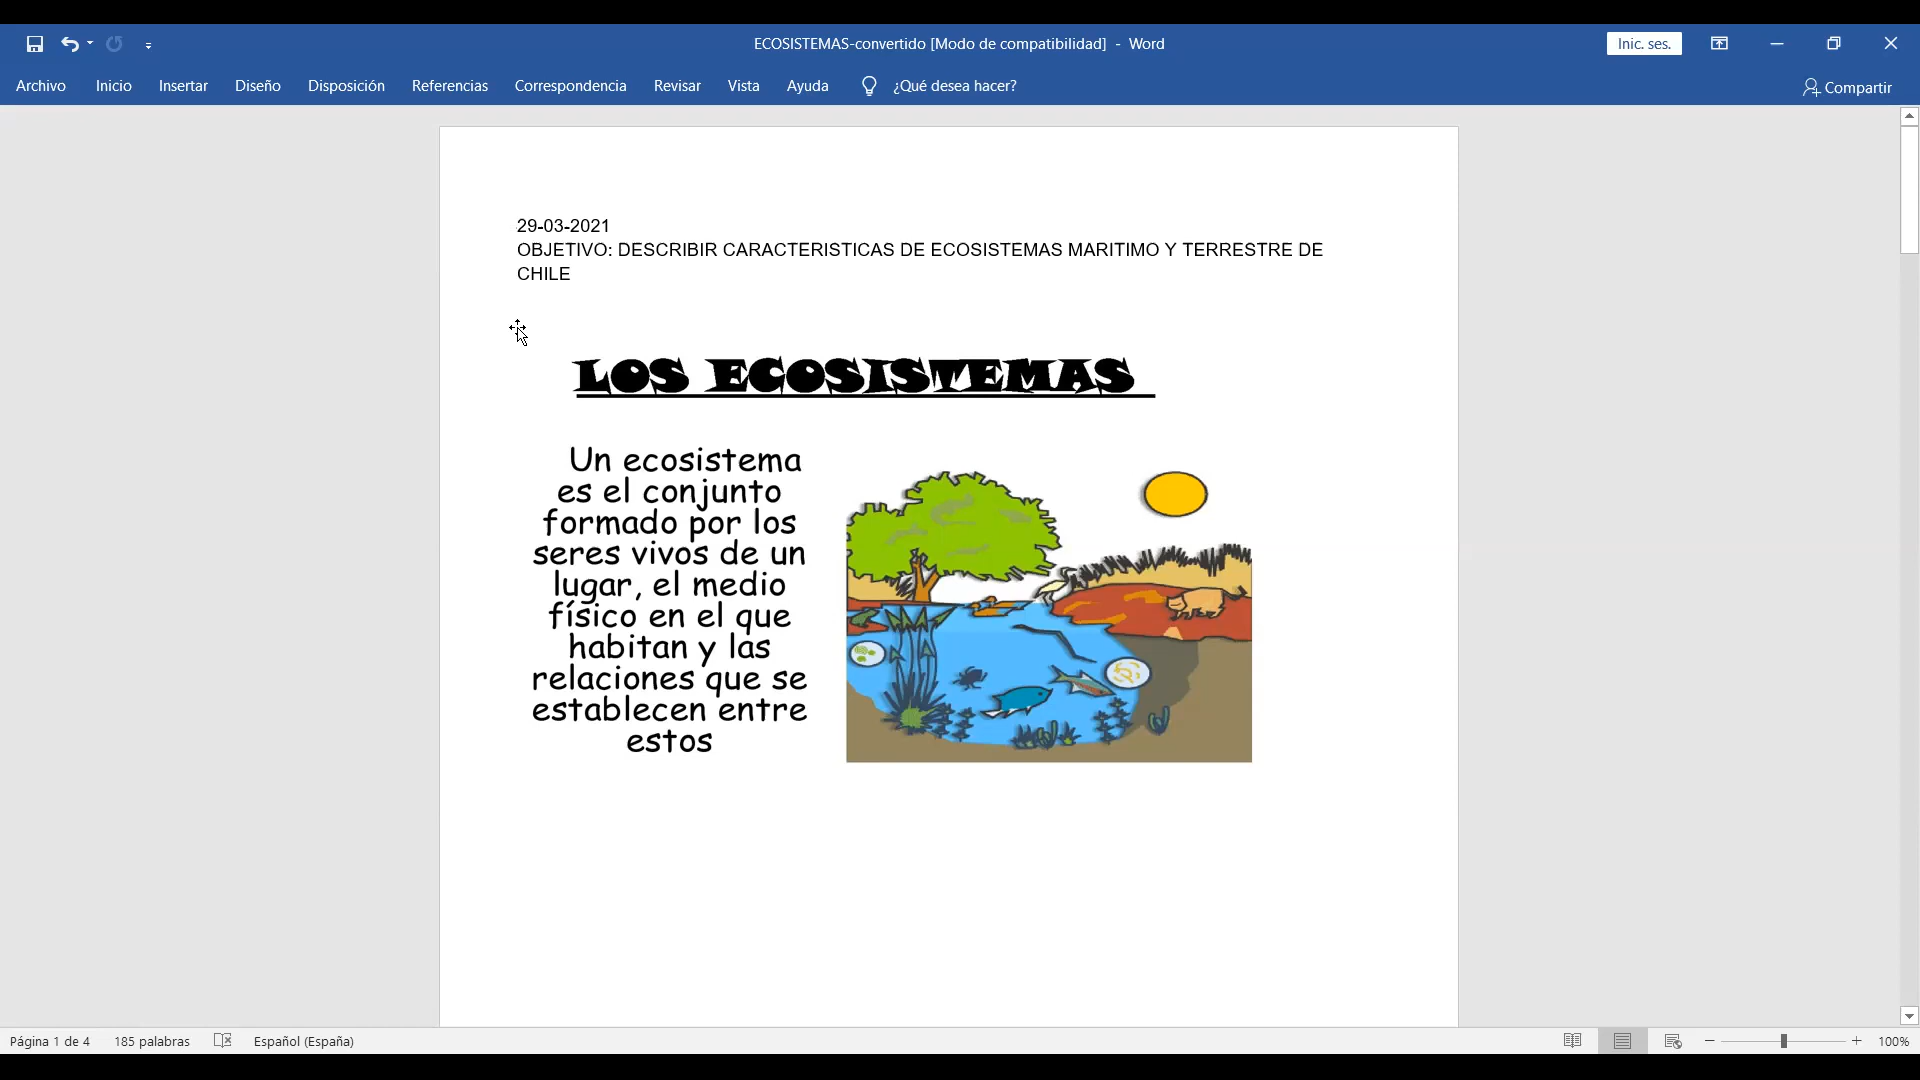 ECOSISTEMAS-convertido [Modo de compatibilidad] - Word
Inic. ses.
Archivo Inicio Insertar Diseño Disposición Referencias Correspondencia Revisar Vista Ayuda ¿Qué desea hacer? Compartir
29-03-2021
OBJETIVO: DESCRIBIR CARACTERISTICAS DE ECOSISTEMAS MARITIMO Y TERRESTRE DE
CHILE
LOS ECOSISTEMAS
Un ecosistema
es el conjunto
formado por los
seres vivos de un
lugar, el medio
físico en el que
habitan y las
relaciones que se
establecen entre
estos
Página 1 de 4 185 palabras Español (España) 100%